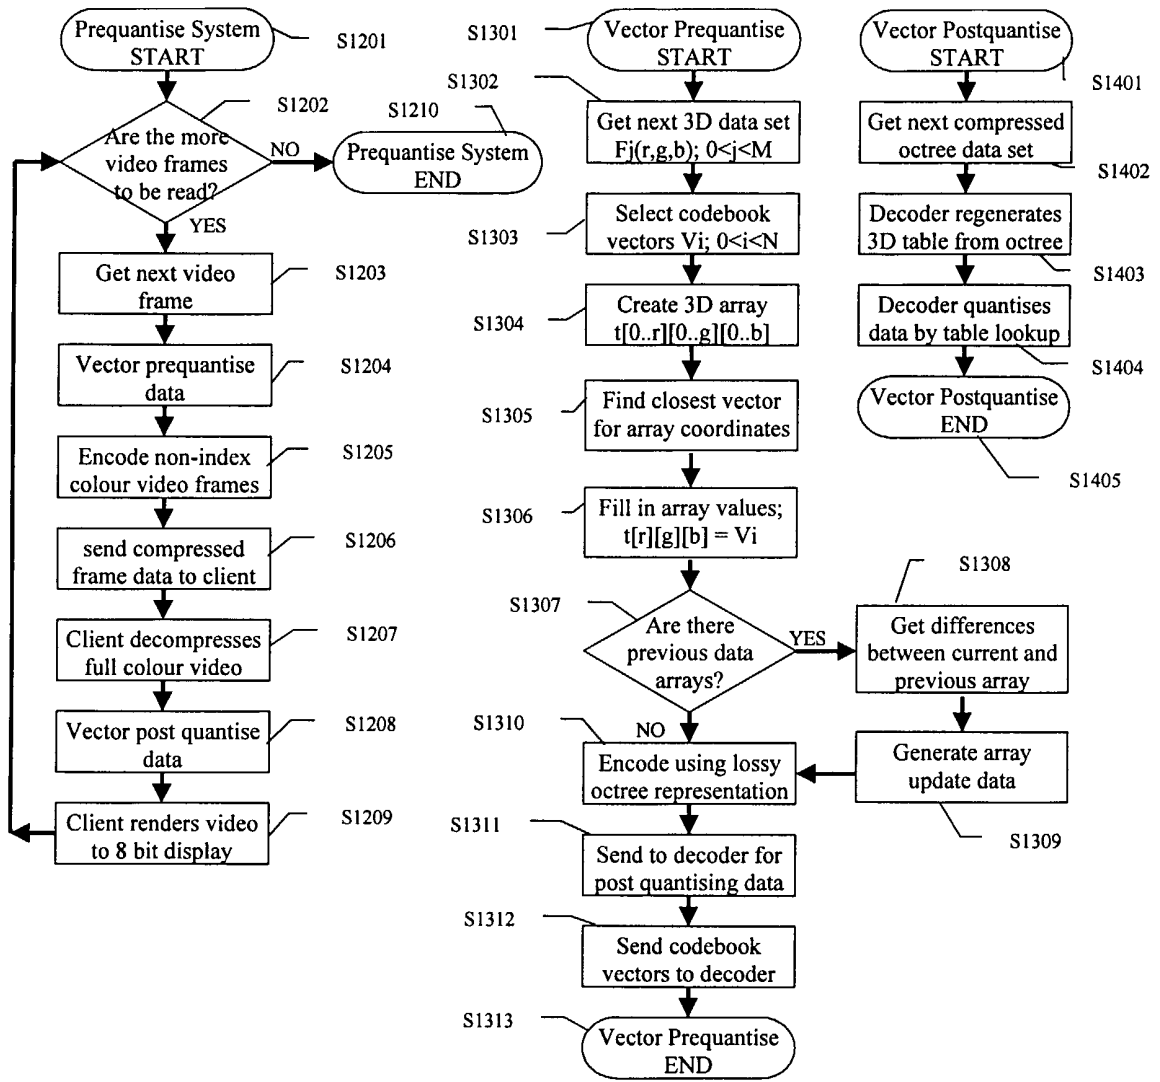 Prequantise System
START
S1201
S1202
Are the more
video frames
to be read?
NO
YES
S1210
Prequantise System
END
Get next video
frame
S1203
Vector prequantise
data
S1204
Encode non-index
colour video frames
S1205
send compressed
frame data to client
S1206
Client decompresses
full colour video
S1207
Vector post quantise
data
S1208
Client renders video
to 8 bit display
S1209
S1301
Vector Prequantise
START
S1302
Get next 3D data set
Fj(r,g,b); 0<j<M
S1303
Select codebook
vectors Vi; 0<i<N
S1304
Create 3D array
t[0..r][0..g][0..b]
S1305
Find closest vector
for array coordinates
S1306
Fill in array values;
t[r][g][b] = Vi
S1307
Are there
previous data
arrays?
YES
NO
S1308
Get differences
between current and
previous array
Generate array
update data
S1309
S1310
Encode using lossy
octree representation
S1311
Send to decoder for
post quantising data
S1312
Send codebook
vectors to decoder
S1313
Vector Prequantise
END
Vector Postquantise
START
S1401
Get next compressed
octree data set
S1402
Decoder regenerates
3D table from octree
S1403
Decoder quantises
data by table lookup
S1404
Vector Postquantise
END
S1405